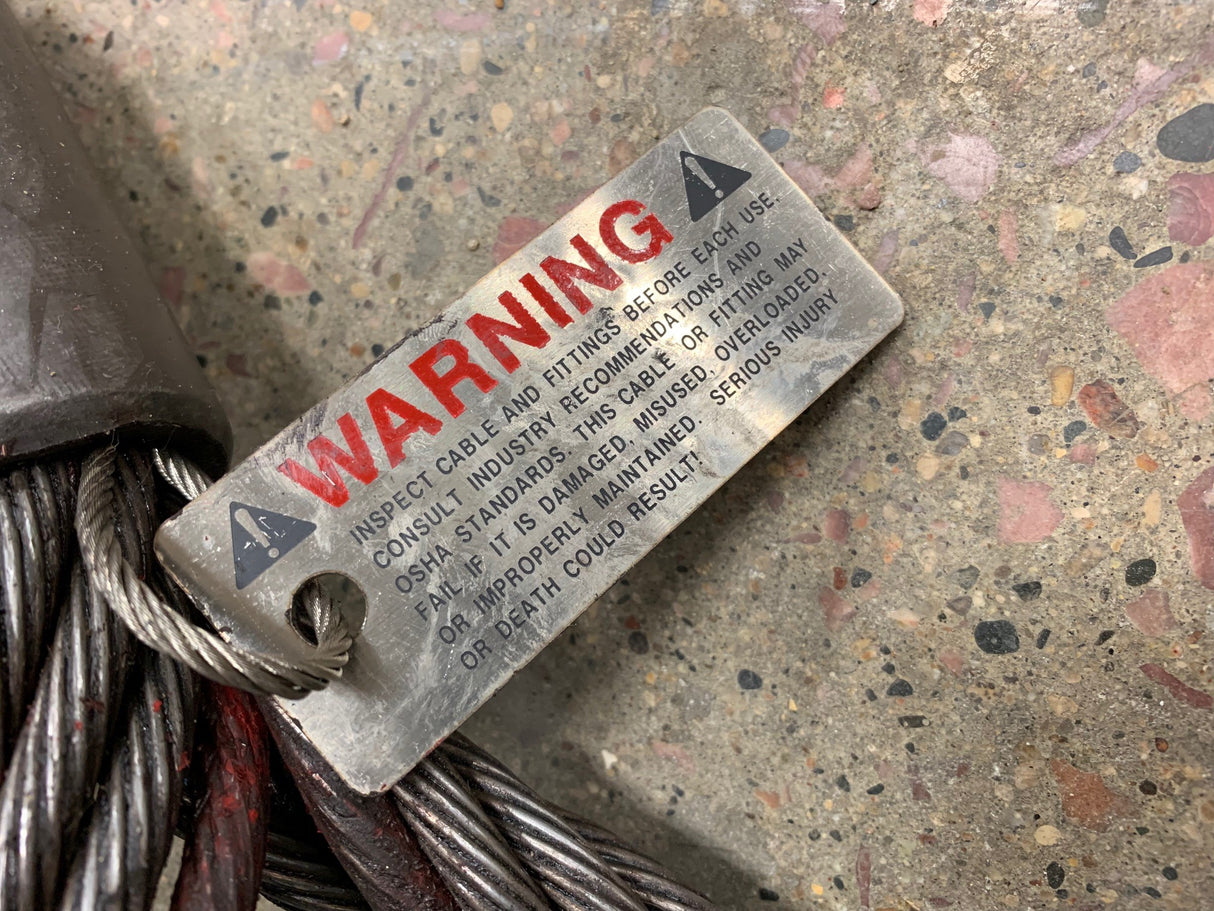 WARNING
INSPECT CABLE AND FITTINGS BEFORE EACH USE.
CONSULT INDUSTRY RECOMMENDATIONS AND
OSHA STANDARDS. THIS CABLE OR FITTING MAY
FAIL IF IT IS DAMAGED, MISUSED, OVERLOADED.
OR IMPROPERLY MAINTAINED. SERIOUS INJURY
OR DEATH COULD RESULT!